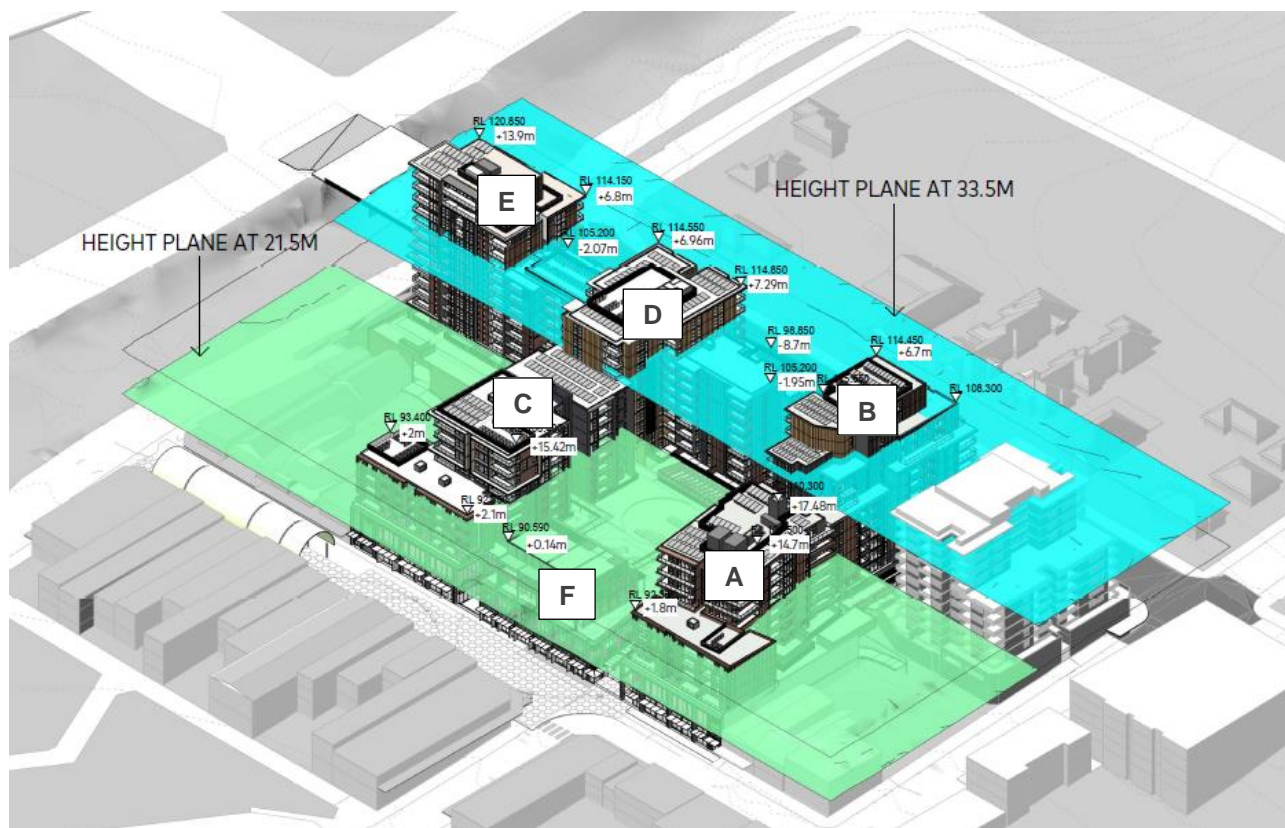 RL 120.850
+13.9m
E
RL 114.150
+6.8m
HEIGHT PLANE AT 33.5M
HEIGHT PLANE AT 21.5M
RL 105.200
-2.07m
RL 114.550
+6.96m
RL 114.850
+7.29m
D
RL 98.850
-8.7m
RL 114.450
+6.7m
RL 105.200
-1.95m
RL
B
RL 108.300
C
RL 93.400
+2m
+15.42m
RL
+2.1m
+17.48m
RL 90.590
+0.14m
+14.7m
A
F
RL
+1.8m